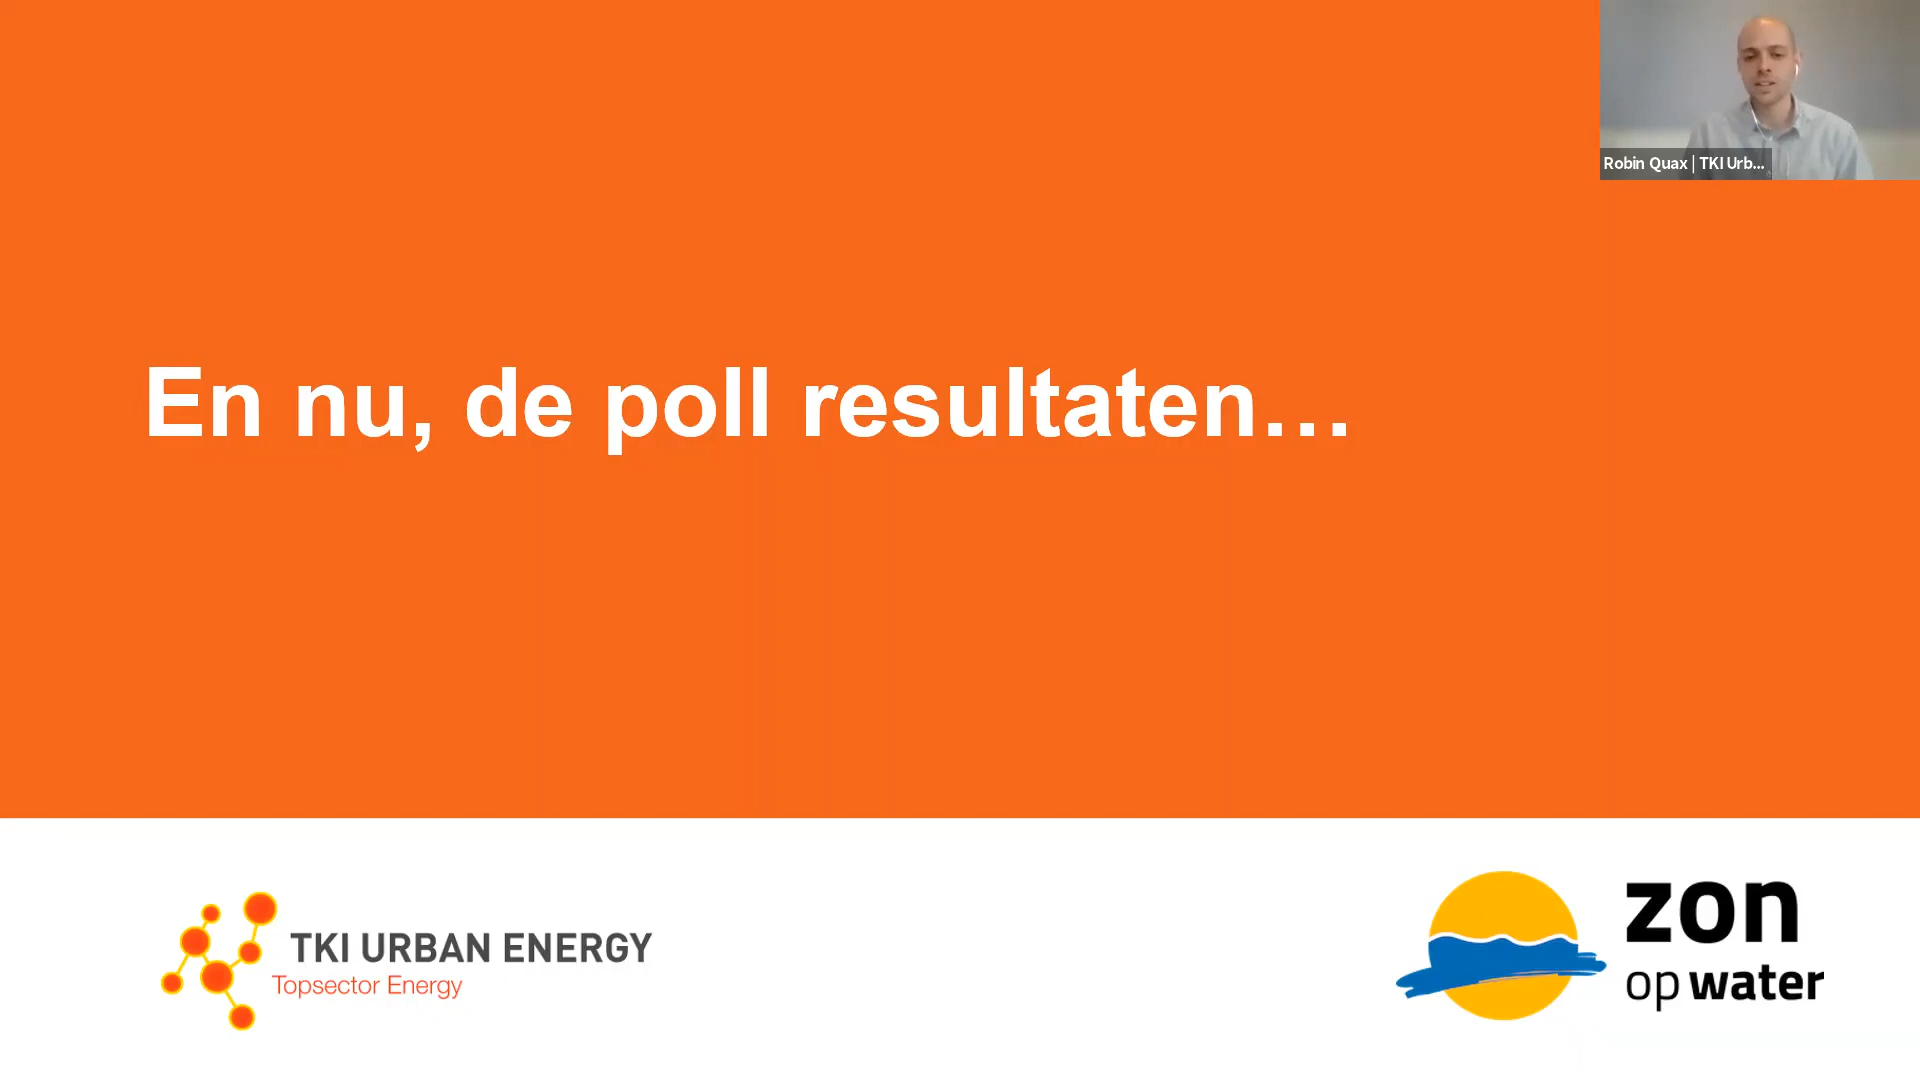 Robin Quax | TKI Urb...
En nu, de poll resultaten...
TKI URBAN ENERGY
Topsector Energy
zon
op water